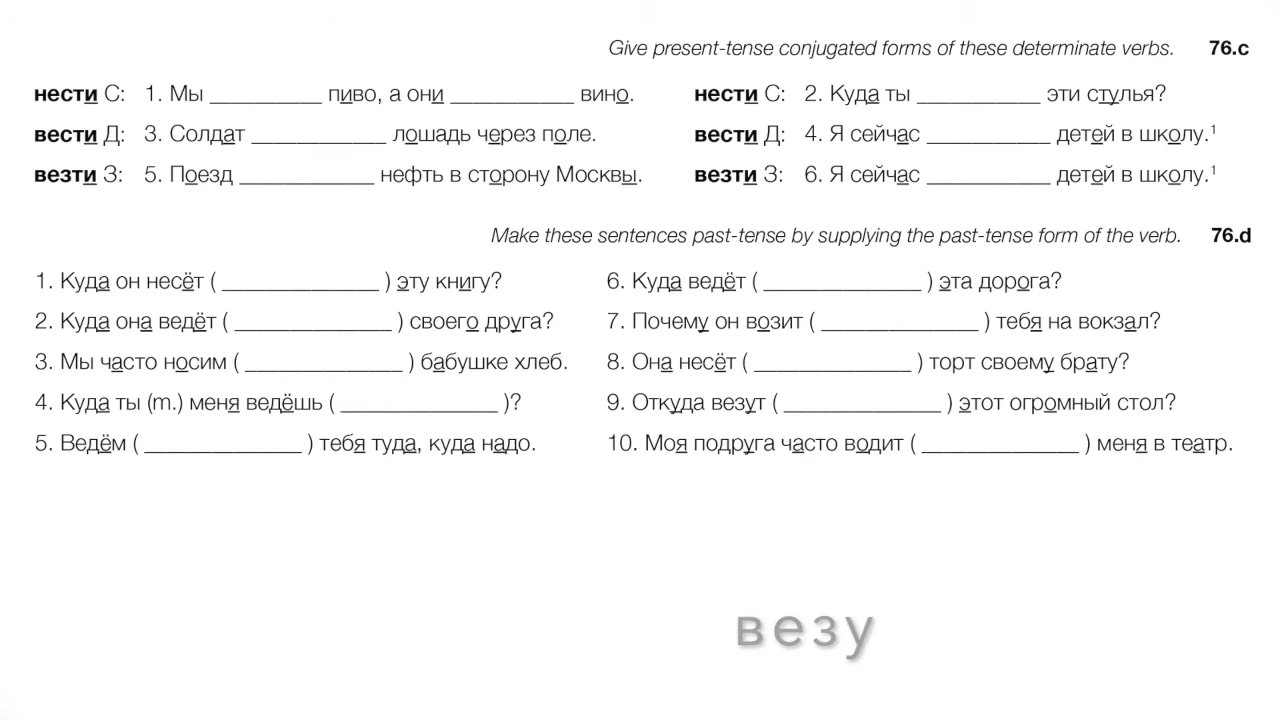 Give present-tense conjugated forms of these determinate verbs. 76.c
нести С: 1. Мы __________ пиво, а они ___________ вино. нести С: 2. Куда ты ___________ эти стулья?
вести Д: 3. Солдат ____________ лошадь через поле. вести Д: 4. Я сейчас ___________ детей в школу.¹
везти З: 5. Поезд ____________ нефть в сторону Москвы. везти З: 6. Я сейчас ___________ детей в школу.¹
Make these sentences past-tense by supplying the past-tense form of the verb. 76.d
1. Куда он несёт ( ______________ ) эту книгу? 6. Куда ведёт ( ______________ ) эта дорога?
2. Куда она ведёт ( ______________ ) своего друга? 7. Почему он возит ( ______________ ) тебя на вокзал?
3. Мы часто носим ( ______________ ) бабушке хлеб. 8. Она несёт ( ______________ ) торт своему брату?
4. Куда ты (m.) меня ведёшь ( ______________ )? 9. Откуда везут ( ______________ ) этот огромный стол?
5. Ведём ( ______________ ) тебя туда, куда надо. 10. Моя подруга часто водит ( ______________ ) меня в театр.
везу